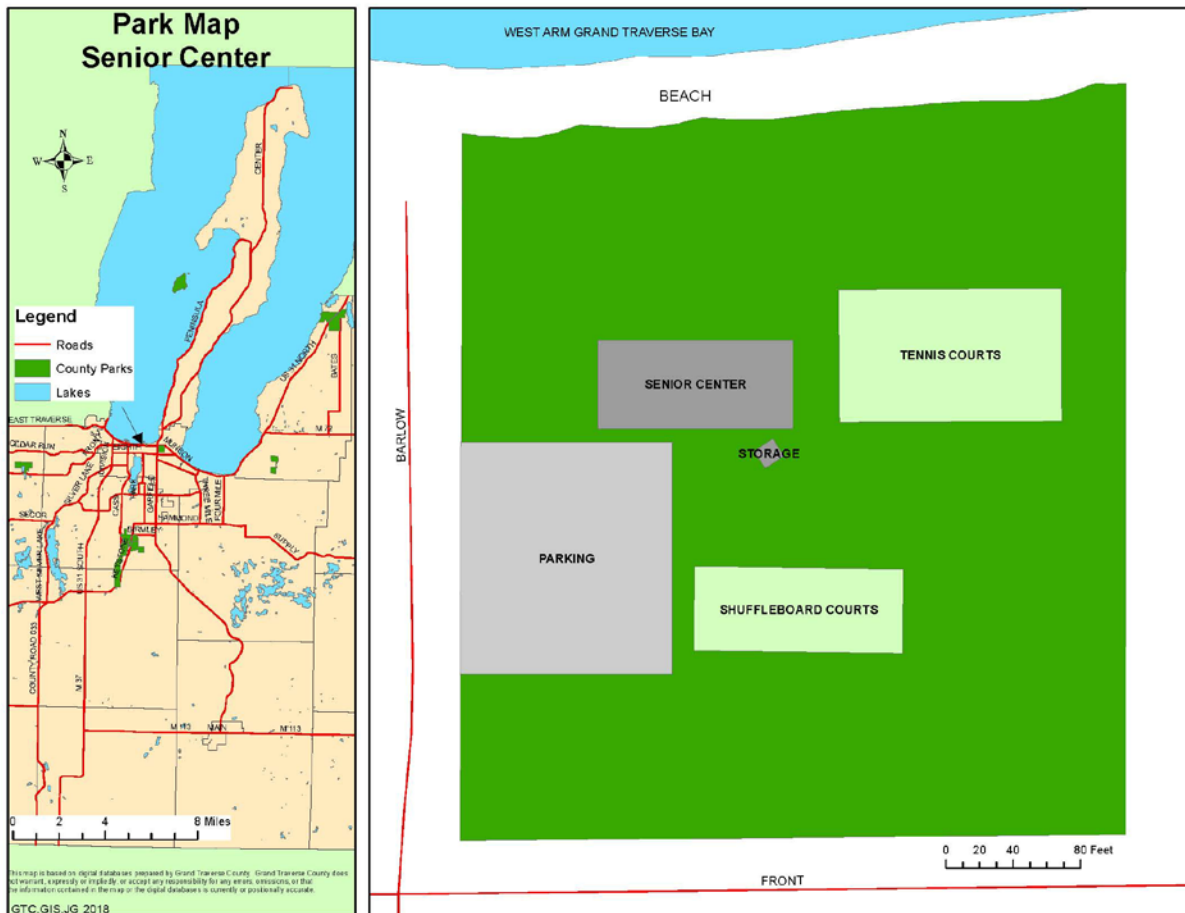 Park Map
Senior Center
N
W E
S
CENTER
PENINSULA
Legend
Roads
County Parks
Lakes
US 31 NORTH
BATES
EAST TRAVERSE
M 72
CEDAR RUN
MUNSON
SILVER LAKE
CASS
GARFIELD
THREE MILE
FOUR MILE
SECOR
HAMMOND
BIRMLEY
SUPPLY
KEYSTONE
US 31 SOUTH
COUNTY ROAD 633
M 37
M 113 MAIN M 113
0 2 4 8 Miles
This map is based on digital databases prepared by Grand Traverse County. Grand Traverse County does
not warrant, expressly or impliedly, or accept any responsibility for any errors, omissions, or that
the information contained in the map or the digital databases is currently or positionally accurate.
GTC.GIS.JG 2018
WEST ARM GRAND TRAVERSE BAY
BEACH
TENNIS COURTS
SENIOR CENTER
BARLOW
STORAGE
PARKING
SHUFFLEBOARD COURTS
0 20 40 80 Feet
FRONT